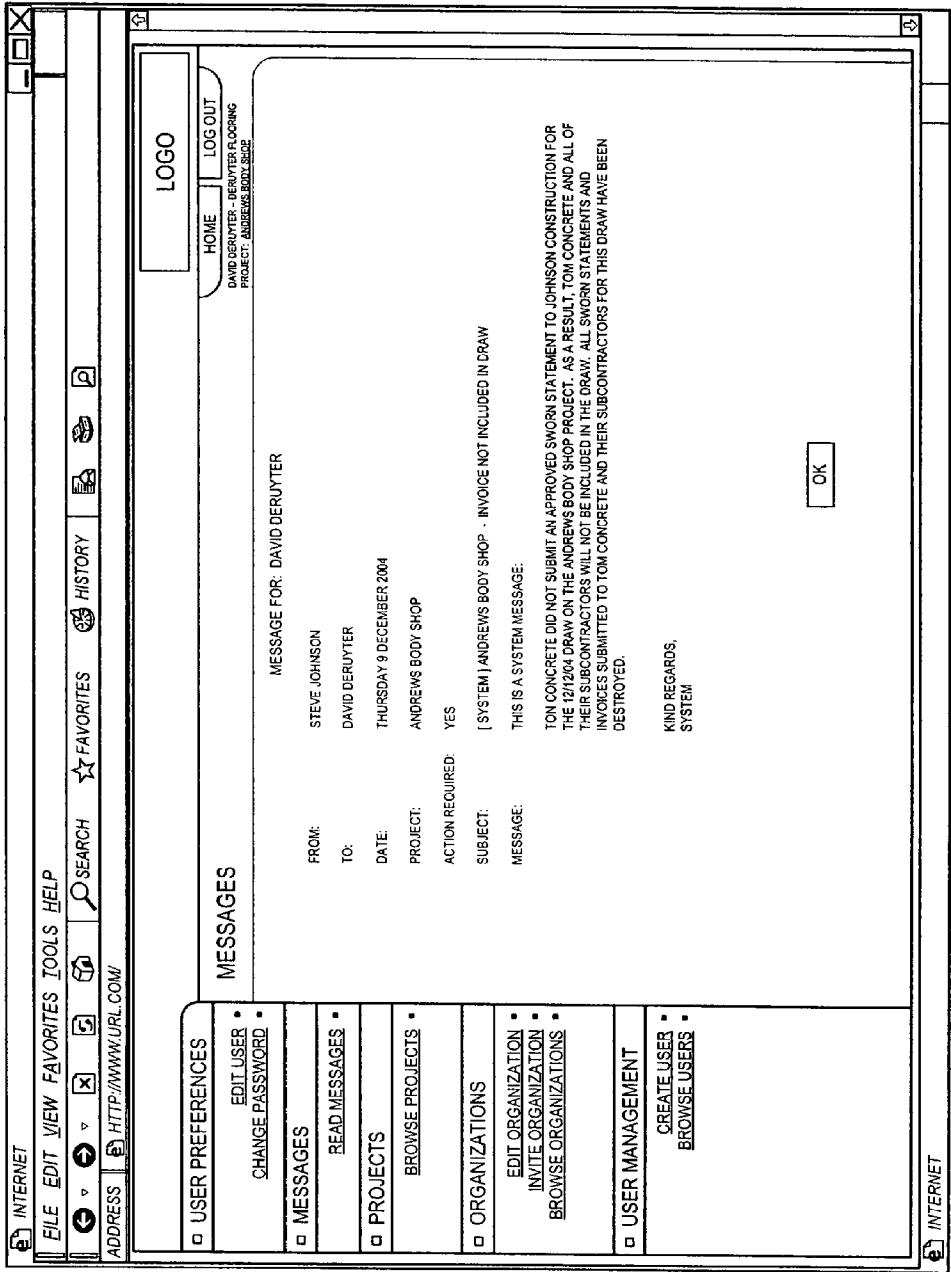 INTERNET
FILE EDIT VIEW FAVORITES TOOLS HELP
SEARCH FAVORITES HISTORY
ADDRESS HTTP://WWW.URL.COM/
LOGO
HOME LOG OUT
DAVID DERUYTER – DERUYTER FLOORING
PROJECT: ANDREWS BODY SHOP
USER PREFERENCES
EDIT USER
CHANGE PASSWORD
MESSAGES
READ MESSAGES
PROJECTS
BROWSE PROJECTS
ORGANIZATIONS
EDIT ORGANIZATION
INVITE ORGANIZATION
BROWSE ORGANIZATIONS
USER MANAGEMENT
CREATE USER
BROWSE USERS
MESSAGES
MESSAGE FOR: DAVID DERUYTER
FROM: STEVE JOHNSON
TO: DAVID DERUYTER
DATE: THURSDAY 9 DECEMBER 2004
PROJECT: ANDREWS BODY SHOP
ACTION REQUIRED: YES
SUBJECT: [ SYSTEM ] ANDREWS BODY SHOP - INVOICE NOT INCLUDED IN DRAW
MESSAGE: THIS IS A SYSTEM MESSAGE:
TON CONCRETE DID NOT SUBMIT AN APPROVED SWORN STATEMENT TO JOHNSON CONSTRUCTION FOR
THE 12/12/04 DRAW ON THE ANDREWS BODY SHOP PROJECT. AS A RESULT, TOM CONCRETE AND ALL OF
THEIR SUBCONTRACTORS WILL NOT BE INCLUDED IN THE DRAW. ALL SWORN STATEMENTS AND
INVOICES SUBMITTED TO TOM CONCRETE AND THEIR SUBCONTRACTORS FOR THIS DRAW HAVE BEEN
DESTROYED.
KIND REGARDS,
SYSTEM
OK
INTERNET